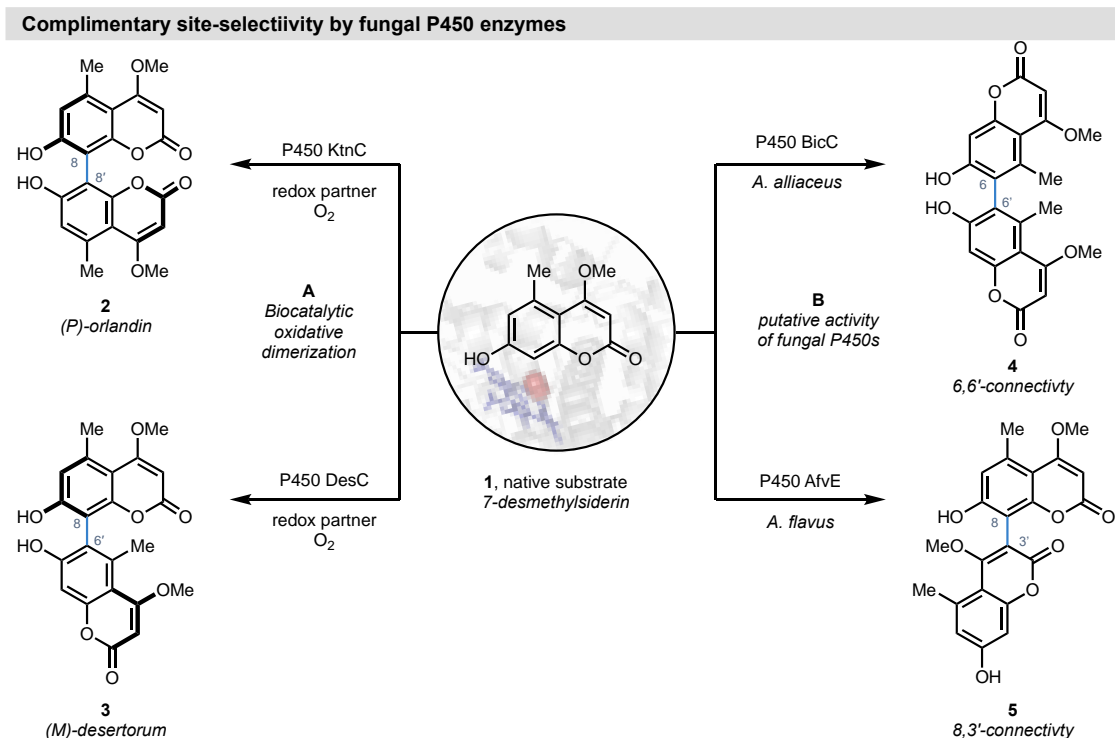 Complimentary site-selectiivity by fungal P450 enzymes
Me
OMe
HO
O
O
8
8'
HO
O
O
Me
OMe
2
(P)-orlandin
P450 KtnC
redox partner
O2
A
Biocatalytic
oxidative
dimerization
Me
OMe
HO
O
O
8
6'
HO
Me
OMe
O
O
3
(M)-desertorum
P450 DesC
redox partner
O2
Me
OMe
HO
O
O
1, native substrate
7-desmethylsiderin
P450 BicC
A. alliaceus
B
putative activity
of fungal P450s
P450 AfvE
A. flavus
O
O
OMe
HO
Me
6
6'
HO
Me
OMe
O
O
4
6,6'-connectivty
Me
OMe
HO
O
O
8
3'
MeO
O
O
Me
OH
5
8,3'-connectivty